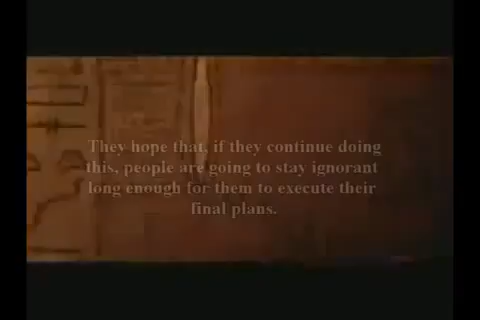 They hope that, if they continue doing
this, people are going to stay ignorant
long enough for them to execute their
final plans.